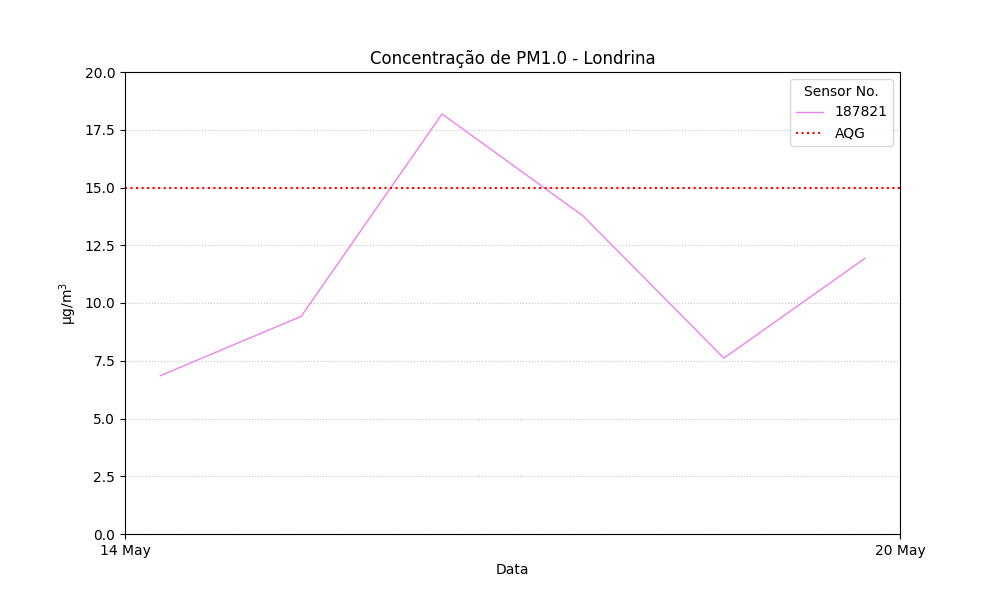 Concentração de PM1.0 - Londrina
20.0
17.5
15.0
12.5
10.0
7.5
5.0
2.5
0.0
µg/m³
14 May
20 May
Data
Sensor No.
187821
AQG